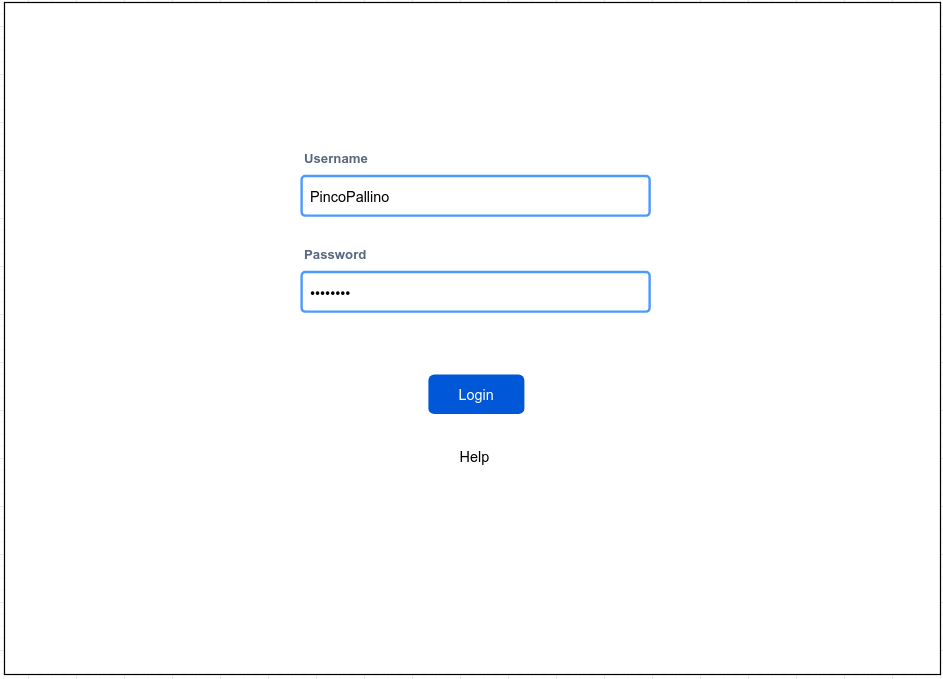 Username
PincoPallino
Password
••••••••
Login
Help